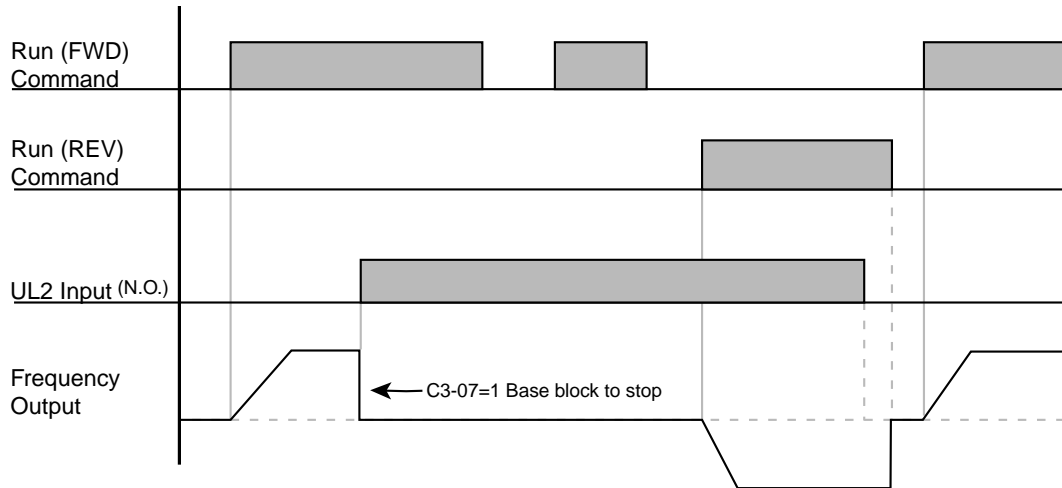 Run (FWD)
Command
Run (REV)
Command
UL2 Input (N.O.)
Frequency
Output
C3-07=1 Base block to stop